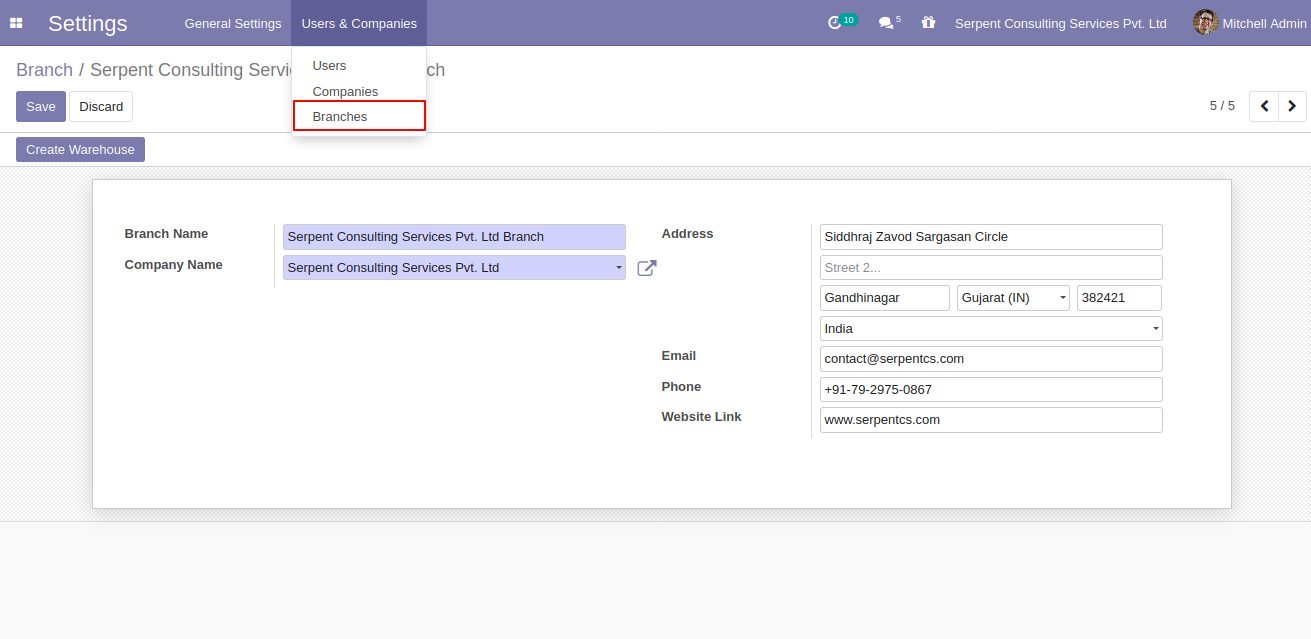 Settings General Settings Users & Companies 10 5 Serpent Consulting Services Pvt. Ltd Mitchell Admin
Users
Companies
Branches
Branch / Serpent Consulting Servi ch
Save Discard 5 / 5
Create Warehouse
Branch Name Serpent Consulting Services Pvt. Ltd Branch
Company Name Serpent Consulting Services Pvt. Ltd
Address Siddhraj Zavod Sargasan Circle
Street 2...
Gandhinagar Gujarat (IN) 382421
India
Email contact@serpentcs.com
Phone +91-79-2975-0867
Website Link www.serpentcs.com